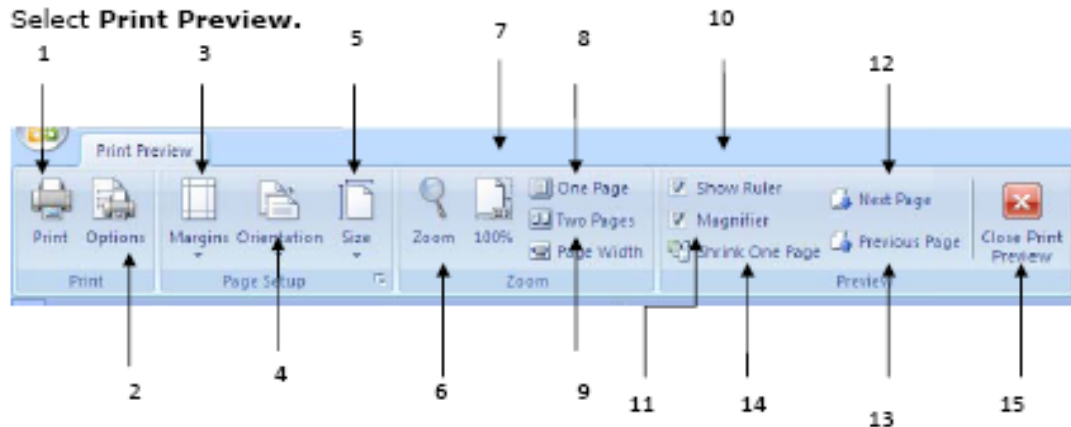 Select Print Preview.
1
3
5
7
8
10
12
Print Preview
Print
Options
Margins
Orientation
Size
Zoom
100%
One Page
Two Pages
Page Width
Show Ruler
Magnifier
Shrink One Page
Next Page
Previous Page
Close Print
Preview
Print
Page Setup
Zoom
Preview
2
4
6
9
11
14
13
15